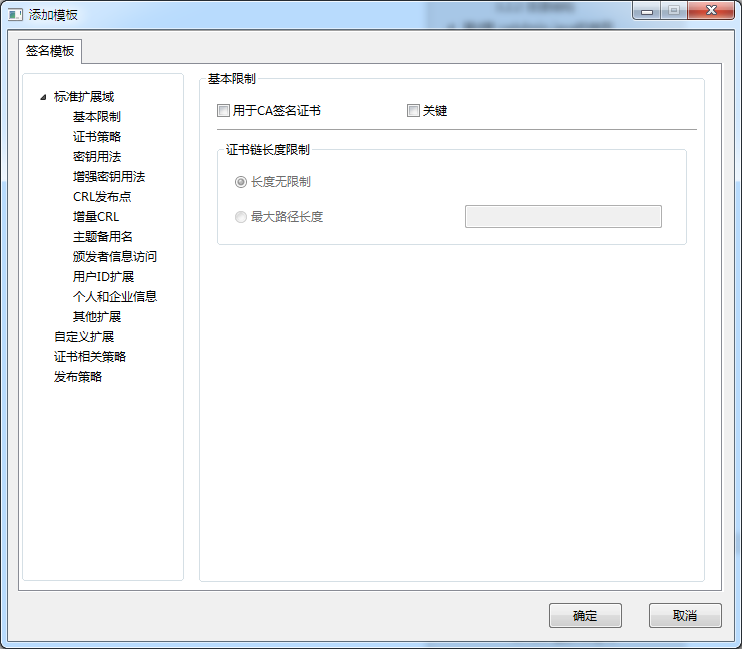 添加模板
签名模板
标准扩展域
基本限制
证书策略
密钥用法
增强密钥用法
CRL发布点
增量CRL
主题备用名
颁发者信息访问
用户ID扩展
个人和企业信息
其他扩展
自定义扩展
证书相关策略
发布策略
基本限制
用于CA签名证书
关键
证书链长度限制
长度无限制
最大路径长度
确定
取消